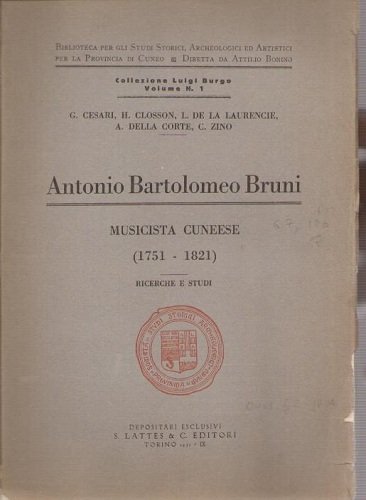 BIBLIOTECA PER GLI STUDI STORICI, ARCHEOLOGICI ED ARTISTICI
PER LA PROVINCIA DI CUNEO DIRETTA DA ATTILIO BONINO
Collezione Luigi Burgo
Volume N. 1
G. CESARI, H. CLOSSON, L. DE LA LAURENCIE,
A. DELLA CORTE, C. ZINO
Antonio Bartolomeo Bruni
MUSICISTA CUNEESE
(1751 - 1821)
RICERCHE E STUDI
DEPOSITARI ESCLUSIVI
S. LATTES & C. EDITORI
TORINO